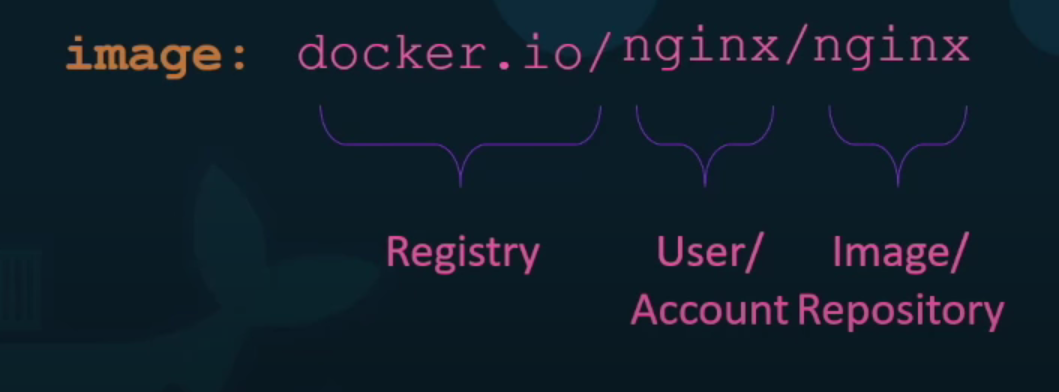 image: docker.io/nginx/nginx
Registry
User/
Account
Image/
Repository